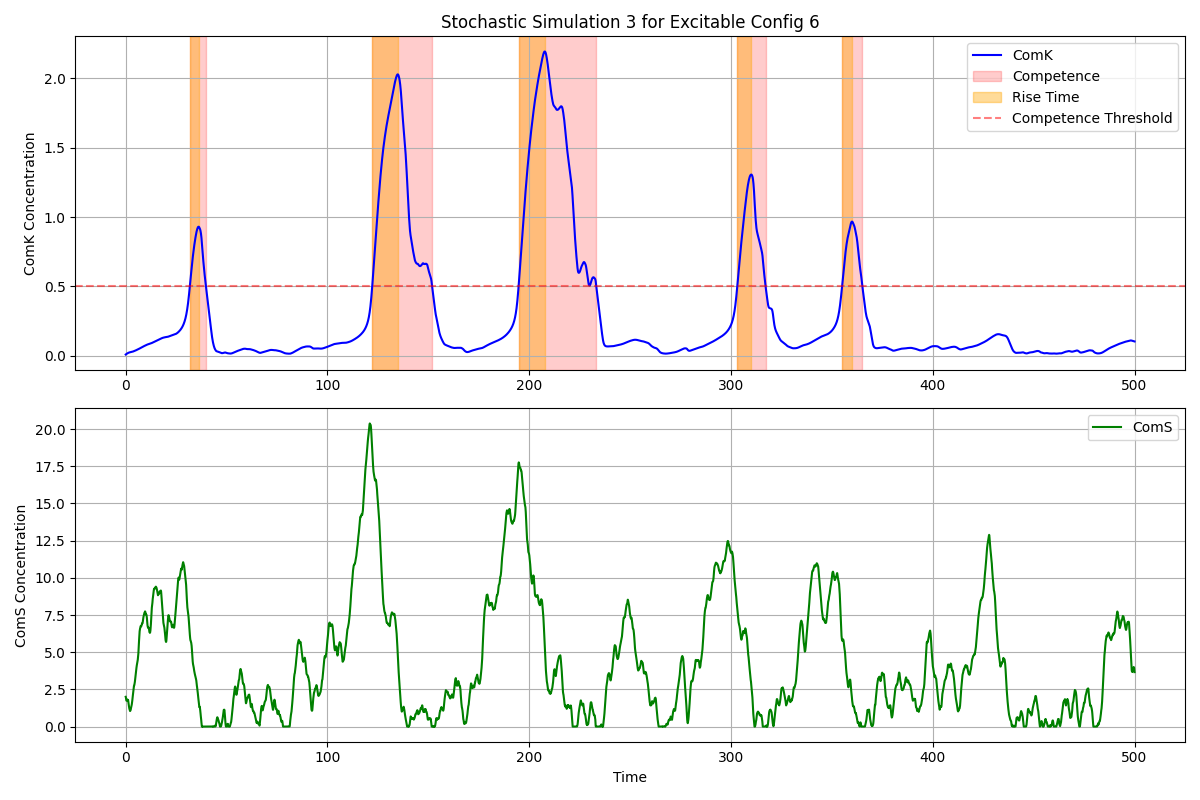 Stochastic Simulation 3 for Excitable Config 6
ComK Concentration
2.0
1.5
1.0
0.5
0.0
ComK
Competence
Rise Time
Competence Threshold
0 100 200 300 400 500
ComS Concentration
20.0
17.5
15.0
12.5
10.0
7.5
5.0
2.5
0.0
ComS
0 100 200 300 400 500
Time